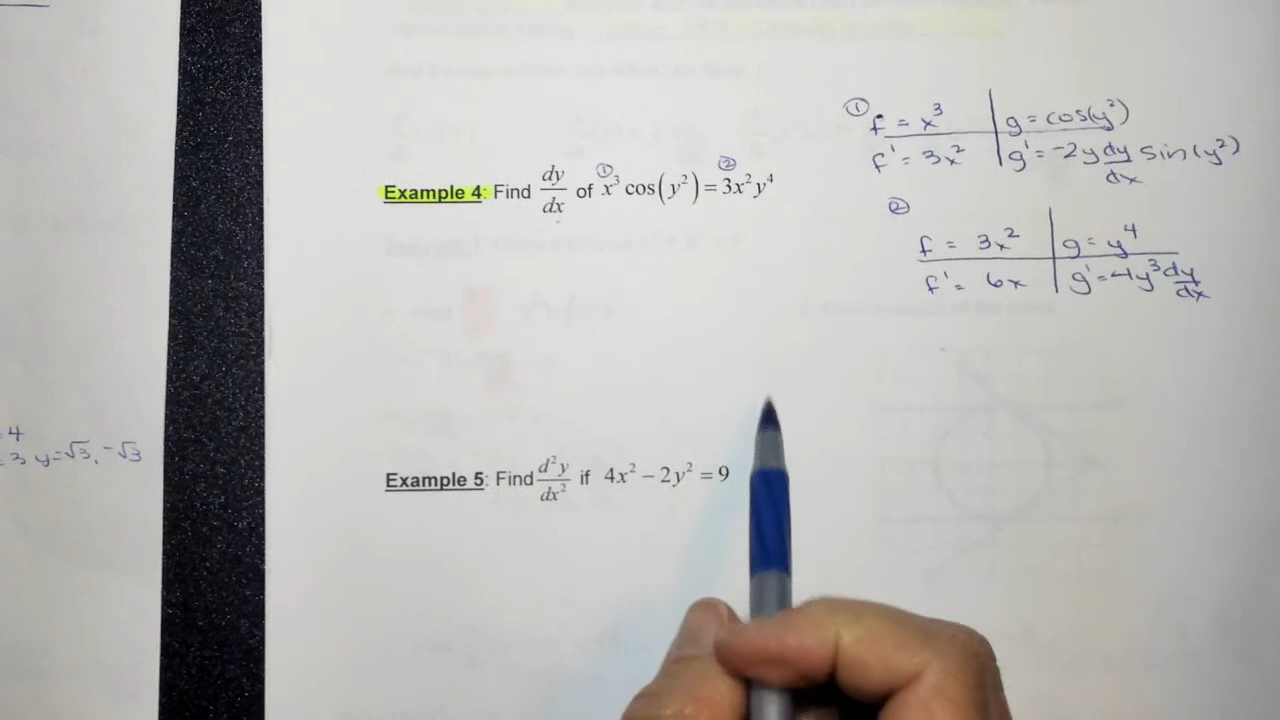 ① f = x³ | g = cos(y²)
f' = 3x² | g' = -2y dy/dx sin(y²)
① ②
Example 4: Find dy/dx of x³ cos(y²) = 3x²y⁴
②
f = 3x² | g = y⁴
f' = 6x | g' = 4y³ dy/dx
= 4
= 3 y=√3, -√3
Example 5: Find d²y/dx² if 4x² − 2y² = 9